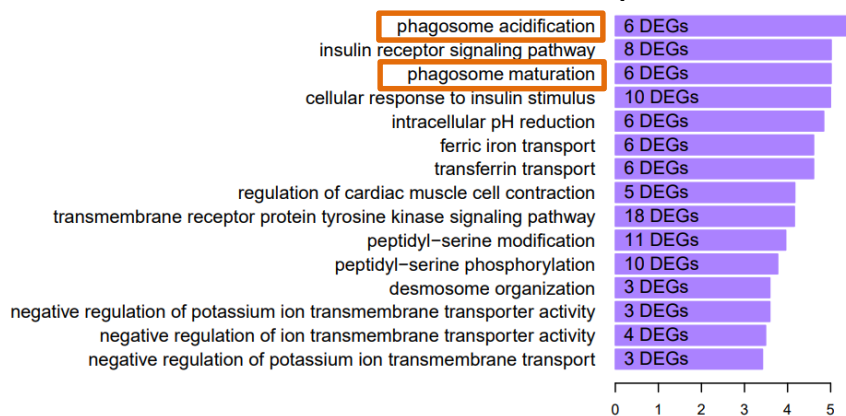 phagosome acidification 6 DEGs
insulin receptor signaling pathway 8 DEGs
phagosome maturation 6 DEGs
cellular response to insulin stimulus 10 DEGs
intracellular pH reduction 6 DEGs
ferric iron transport 6 DEGs
transferrin transport 6 DEGs
regulation of cardiac muscle cell contraction 5 DEGs
transmembrane receptor protein tyrosine kinase signaling pathway 18 DEGs
peptidyl−serine modification 11 DEGs
peptidyl−serine phosphorylation 10 DEGs
desmosome organization 3 DEGs
negative regulation of potassium ion transmembrane transporter activity 3 DEGs
negative regulation of ion transmembrane transporter activity 4 DEGs
negative regulation of potassium ion transmembrane transport 3 DEGs
0 1 2 3 4 5